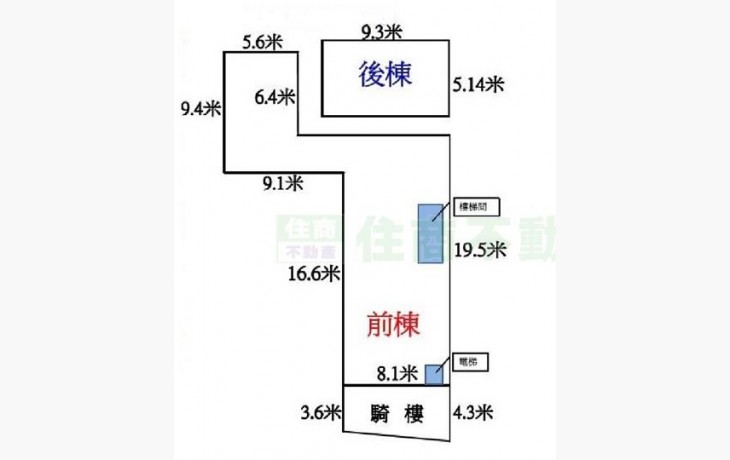 9.3米
5.6米
後棟
6.4米
5.14米
9.4米
9.1米
樓梯間
住商
不動產
住商不動
19.5米
16.6米
前棟
電梯
8.1米
3.6米
騎樓
4.3米